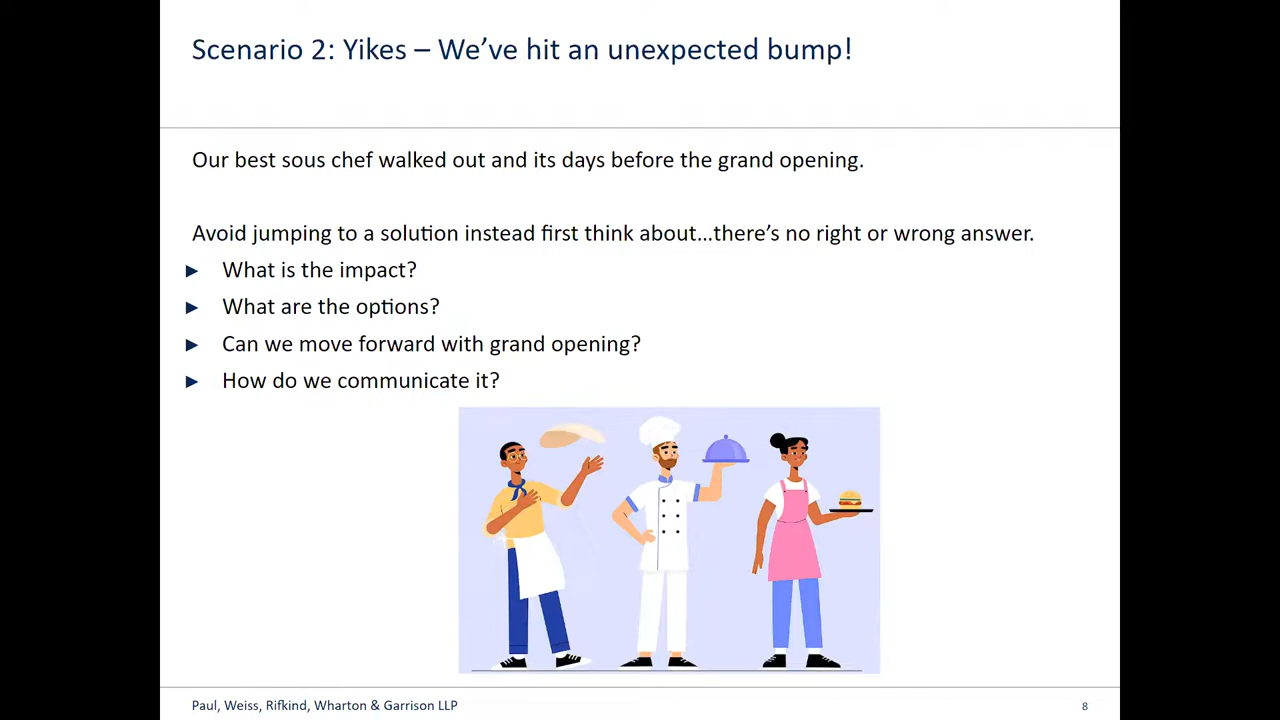 Scenario 2: Yikes – We’ve hit an unexpected bump!
Our best sous chef walked out and its days before the grand opening.
Avoid jumping to a solution instead first think about…there’s no right or wrong answer.
► What is the impact?
► What are the options?
► Can we move forward with grand opening?
► How do we communicate it?
Paul, Weiss, Rifkind, Wharton & Garrison LLP
8